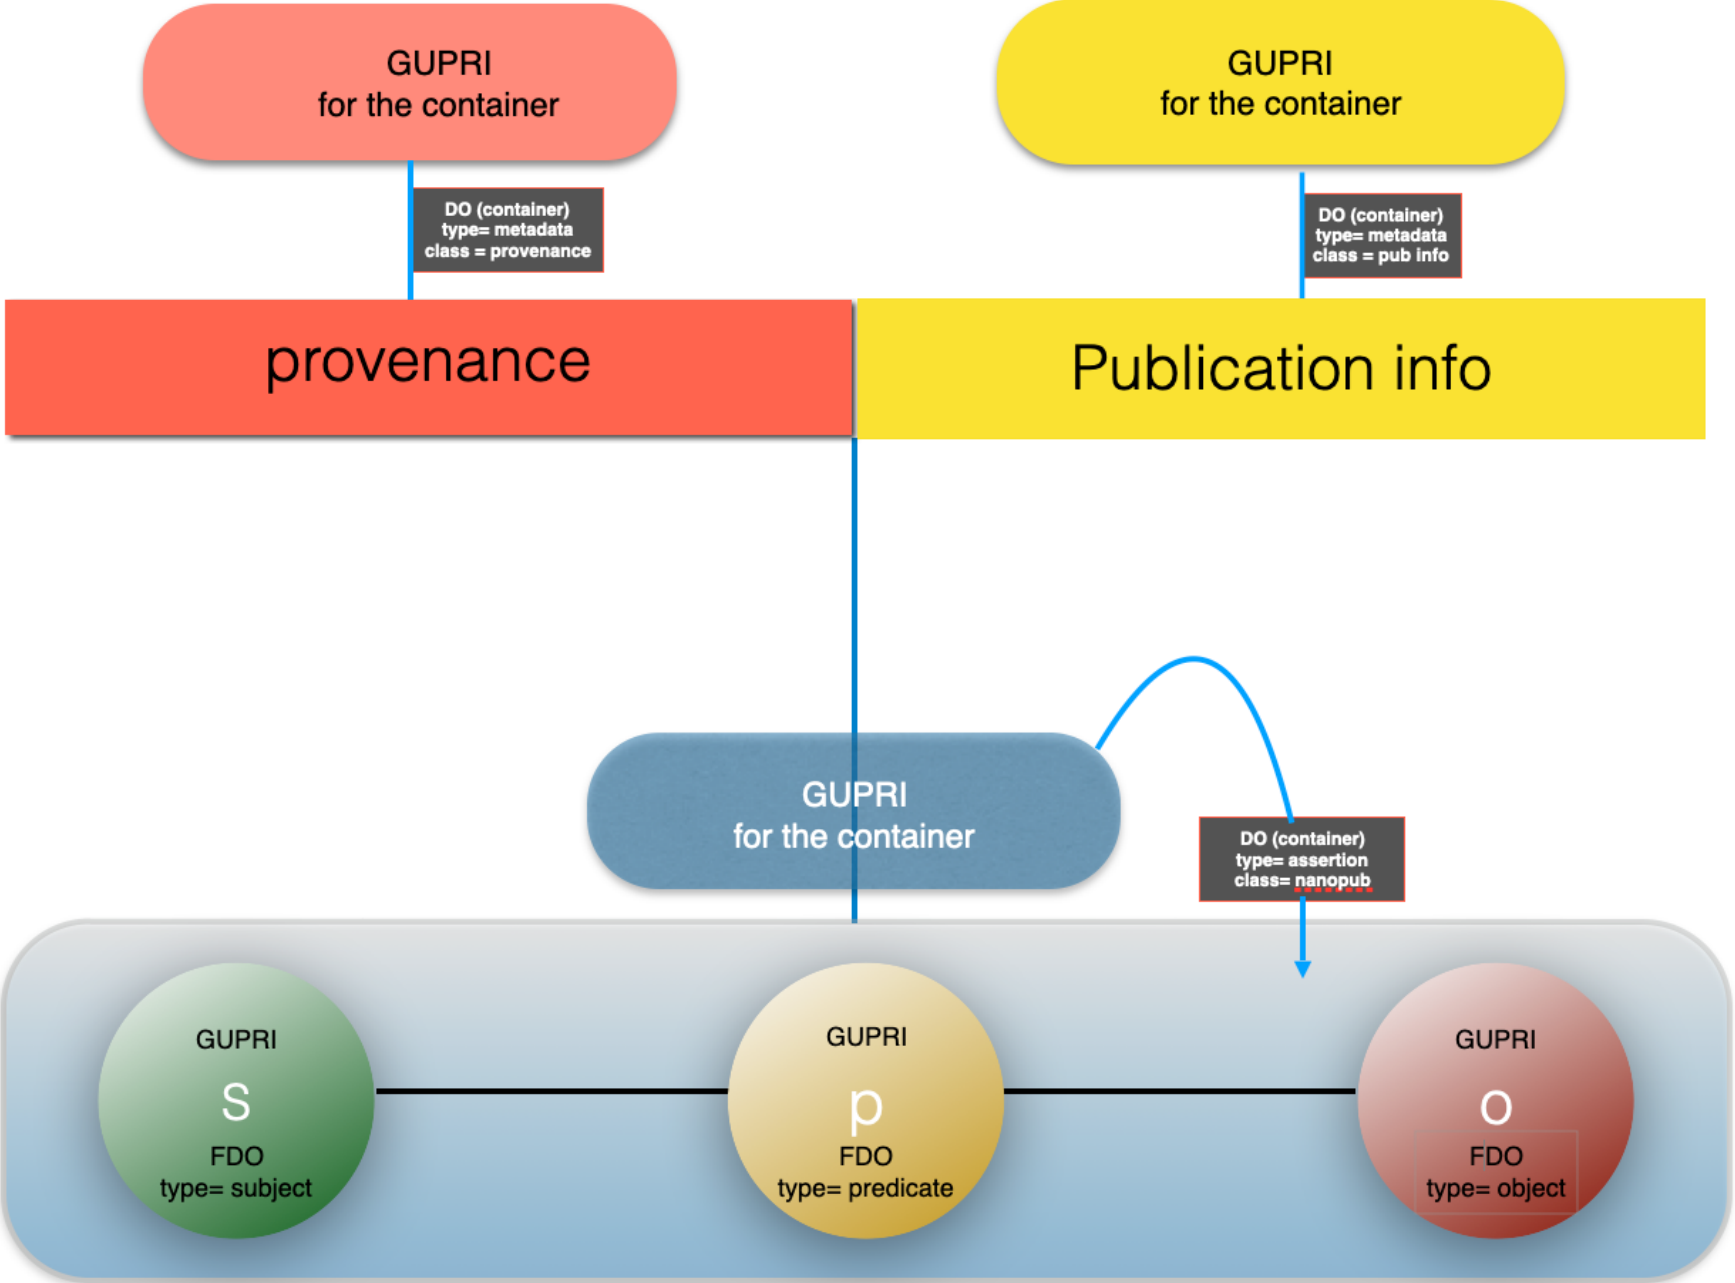 GUPRI
for the container
GUPRI
for the container
DO (container)
type= metadata
class = provenance
DO (container)
type= metadata
class = pub info
provenance
Publication info
GUPRI
for the container
DO (container)
type= assertion
class= nanopub
GUPRI
s
FDO
type= subject
GUPRI
p
FDO
type= predicate
GUPRI
o
FDO
type= object